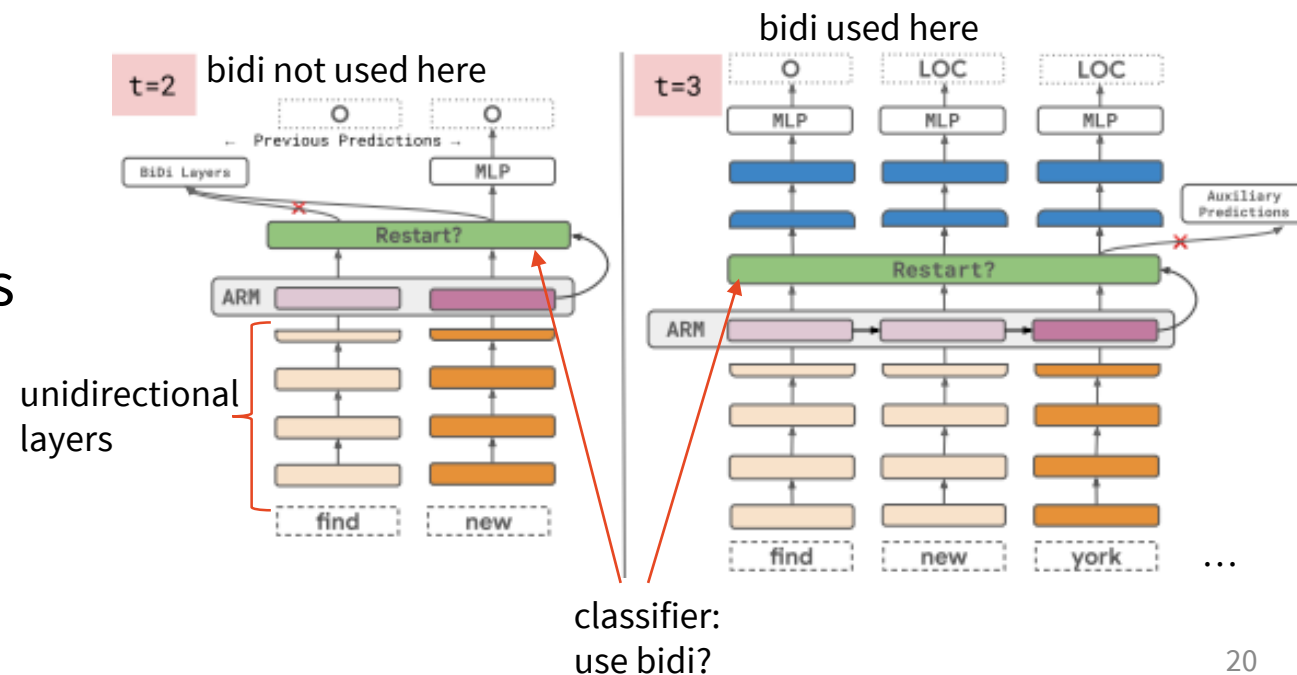 bidi used here
bidi not used here
t=2
O
O
← Previous Predictions →
BiDi Layers
MLP
Restart?
ARM
s
unidirectional
layers
find
new
t=3
O
LOC
LOC
MLP
MLP
MLP
Auxiliary
Predictions
Restart?
ARM
find
new
york
…
classifier:
use bidi?
20